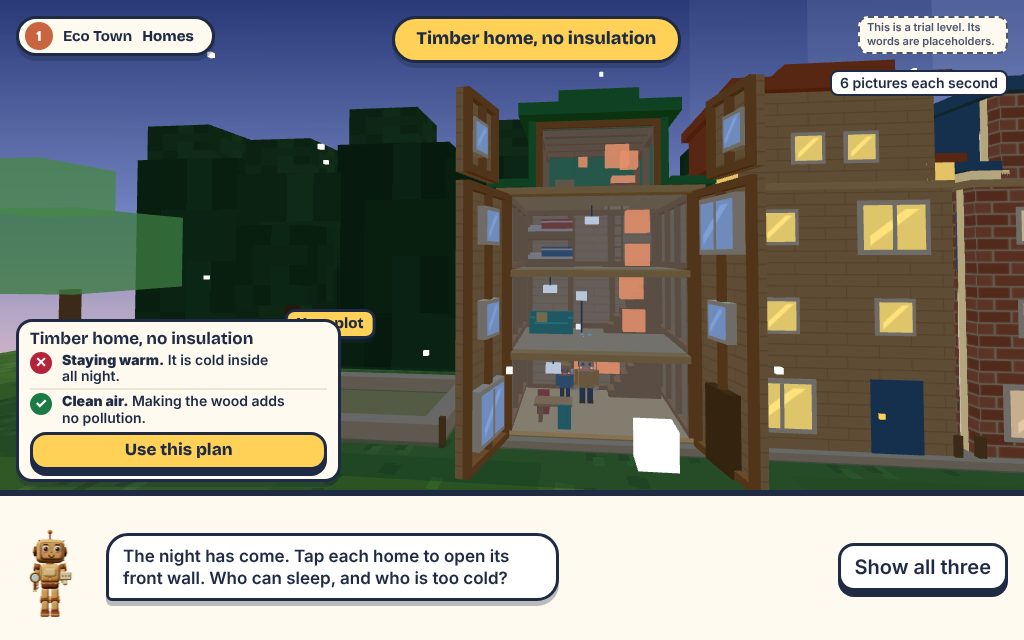 1 Eco Town Homes
Timber home, no insulation
This is a trial level. Its
words are placeholders.
6 pictures each second
plot
Timber home, no insulation
Staying warm. It is cold inside
all night.
Clean air. Making the wood adds
no pollution.
Use this plan
The night has come. Tap each home to open its
front wall. Who can sleep, and who is too cold?
Show all three